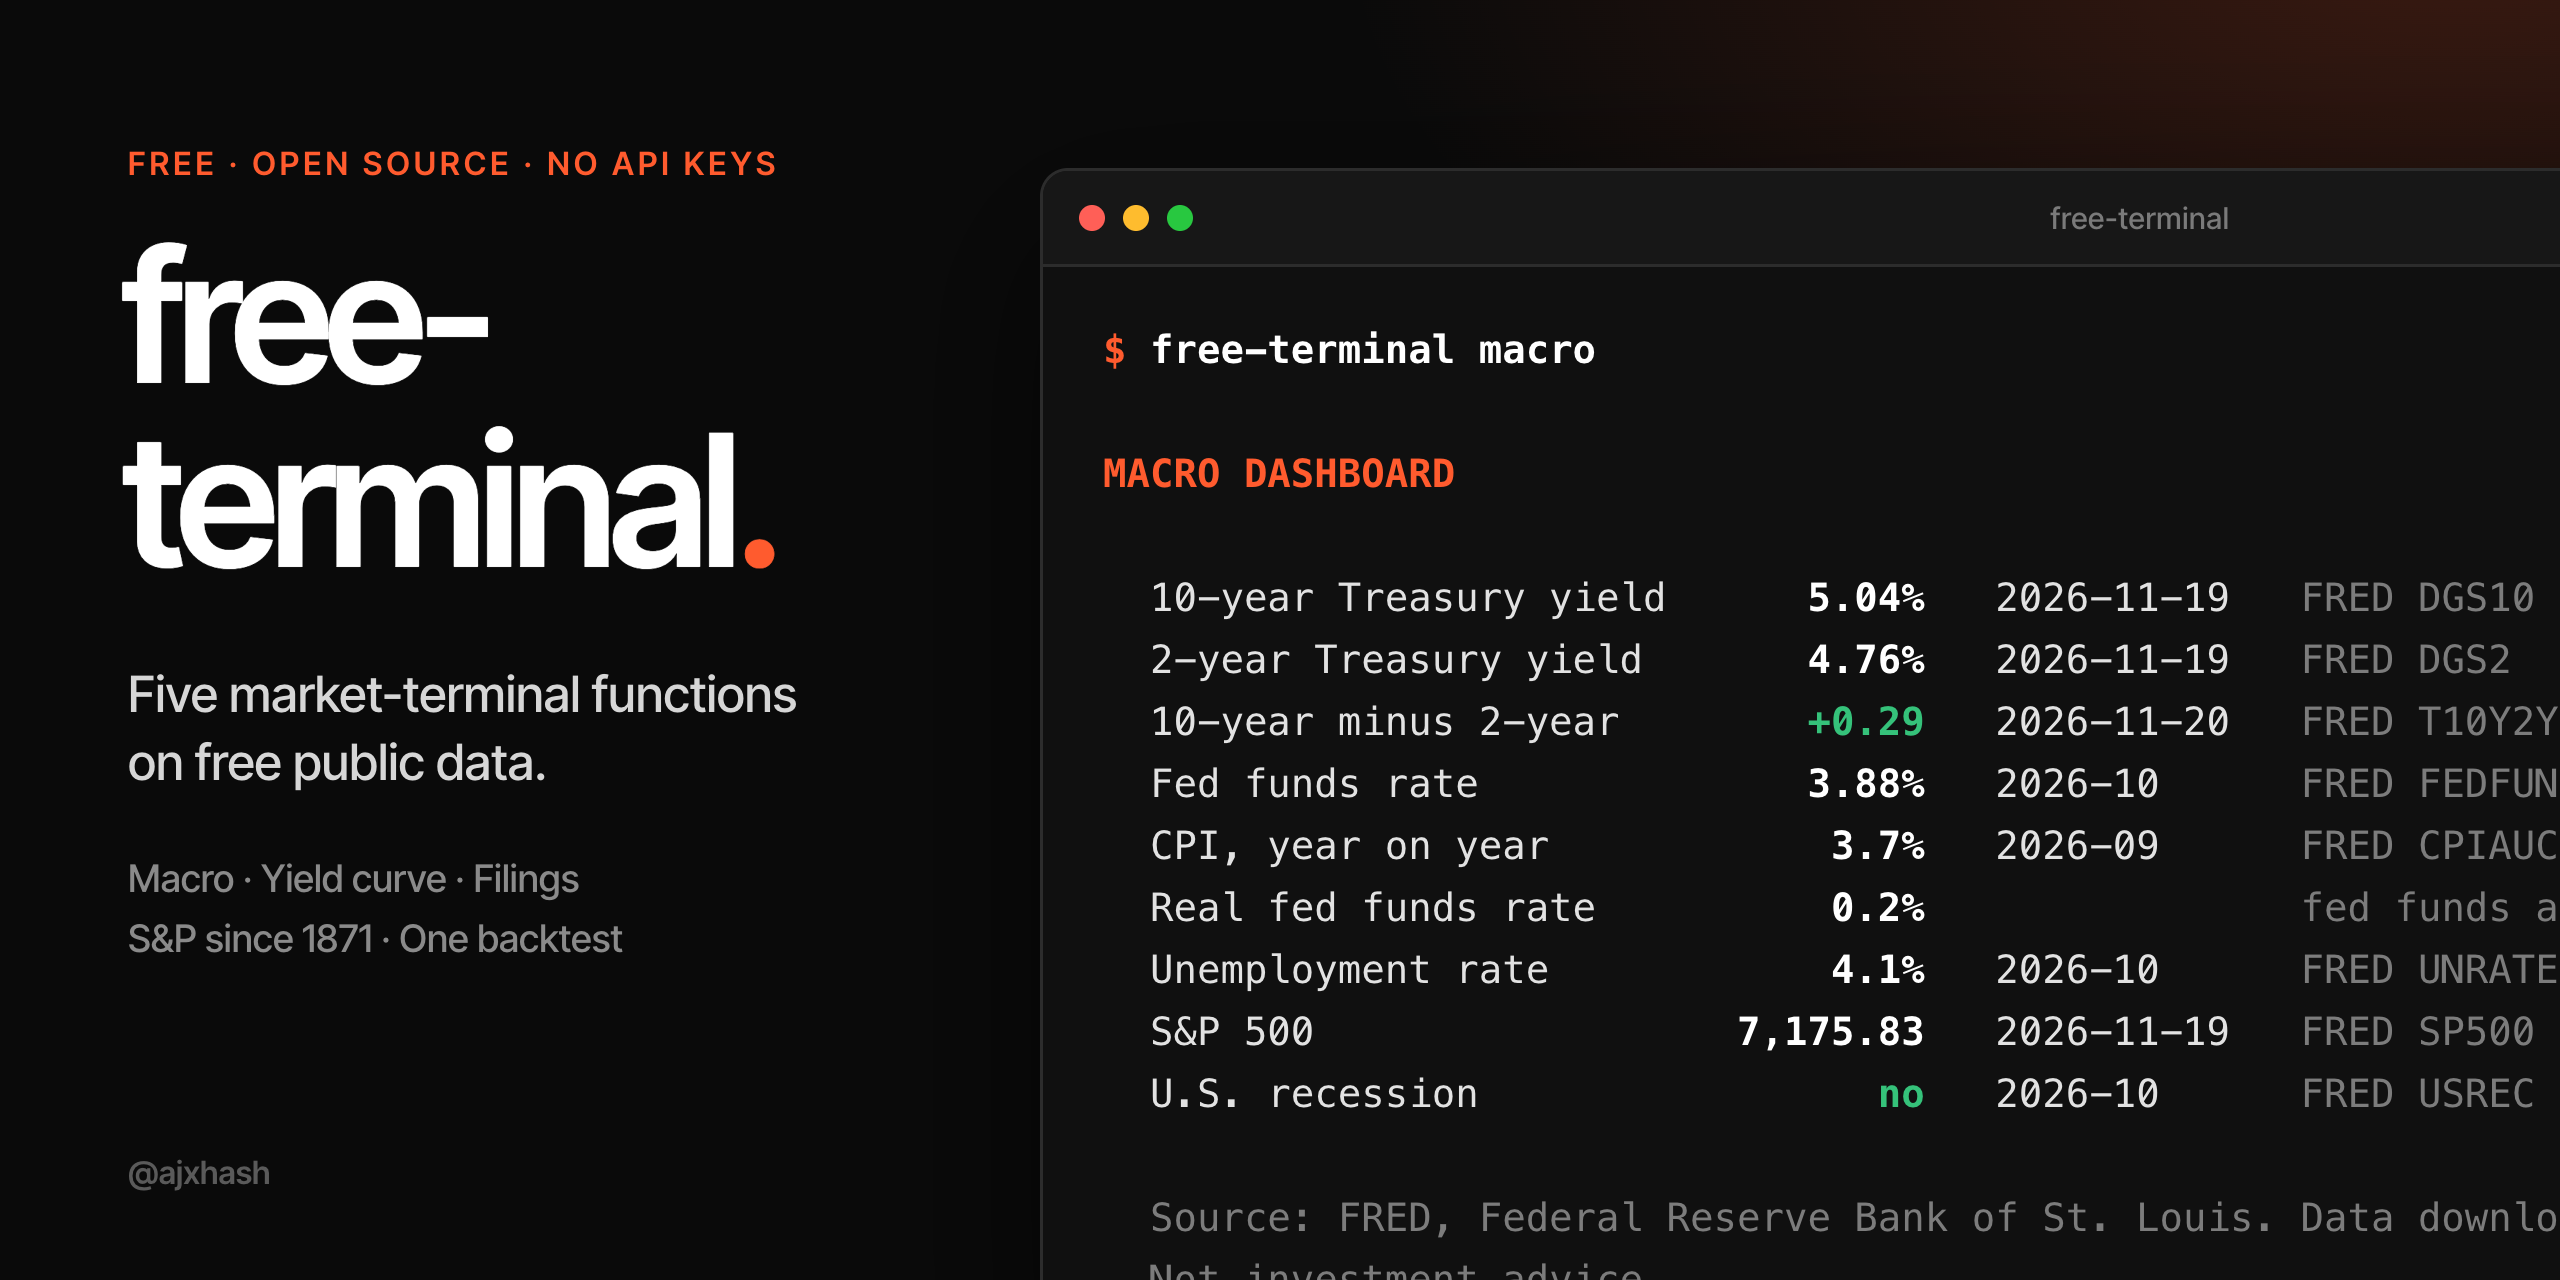 FREE · OPEN SOURCE · NO API KEYS
free-
terminal.
Five market-terminal functions
on free public data.
Macro · Yield curve · Filings
S&P since 1871 · One backtest
@ajxhash
free-terminal
$ free-terminal macro
MACRO DASHBOARD
10-year Treasury yield 5.04% 2026-11-19 FRED DGS10
2-year Treasury yield 4.76% 2026-11-19 FRED DGS2
10-year minus 2-year +0.29 2026-11-20 FRED T10Y2Y
Fed funds rate 3.88% 2026-10 FRED FEDFUN
CPI, year on year 3.7% 2026-09 FRED CPIAUC
Real fed funds rate 0.2% fed funds a
Unemployment rate 4.1% 2026-10 FRED UNRATE
S&P 500 7,175.83 2026-11-19 FRED SP500
U.S. recession no 2026-10 FRED USREC
Source: FRED, Federal Reserve Bank of St. Louis. Data downlo
Not investment advice